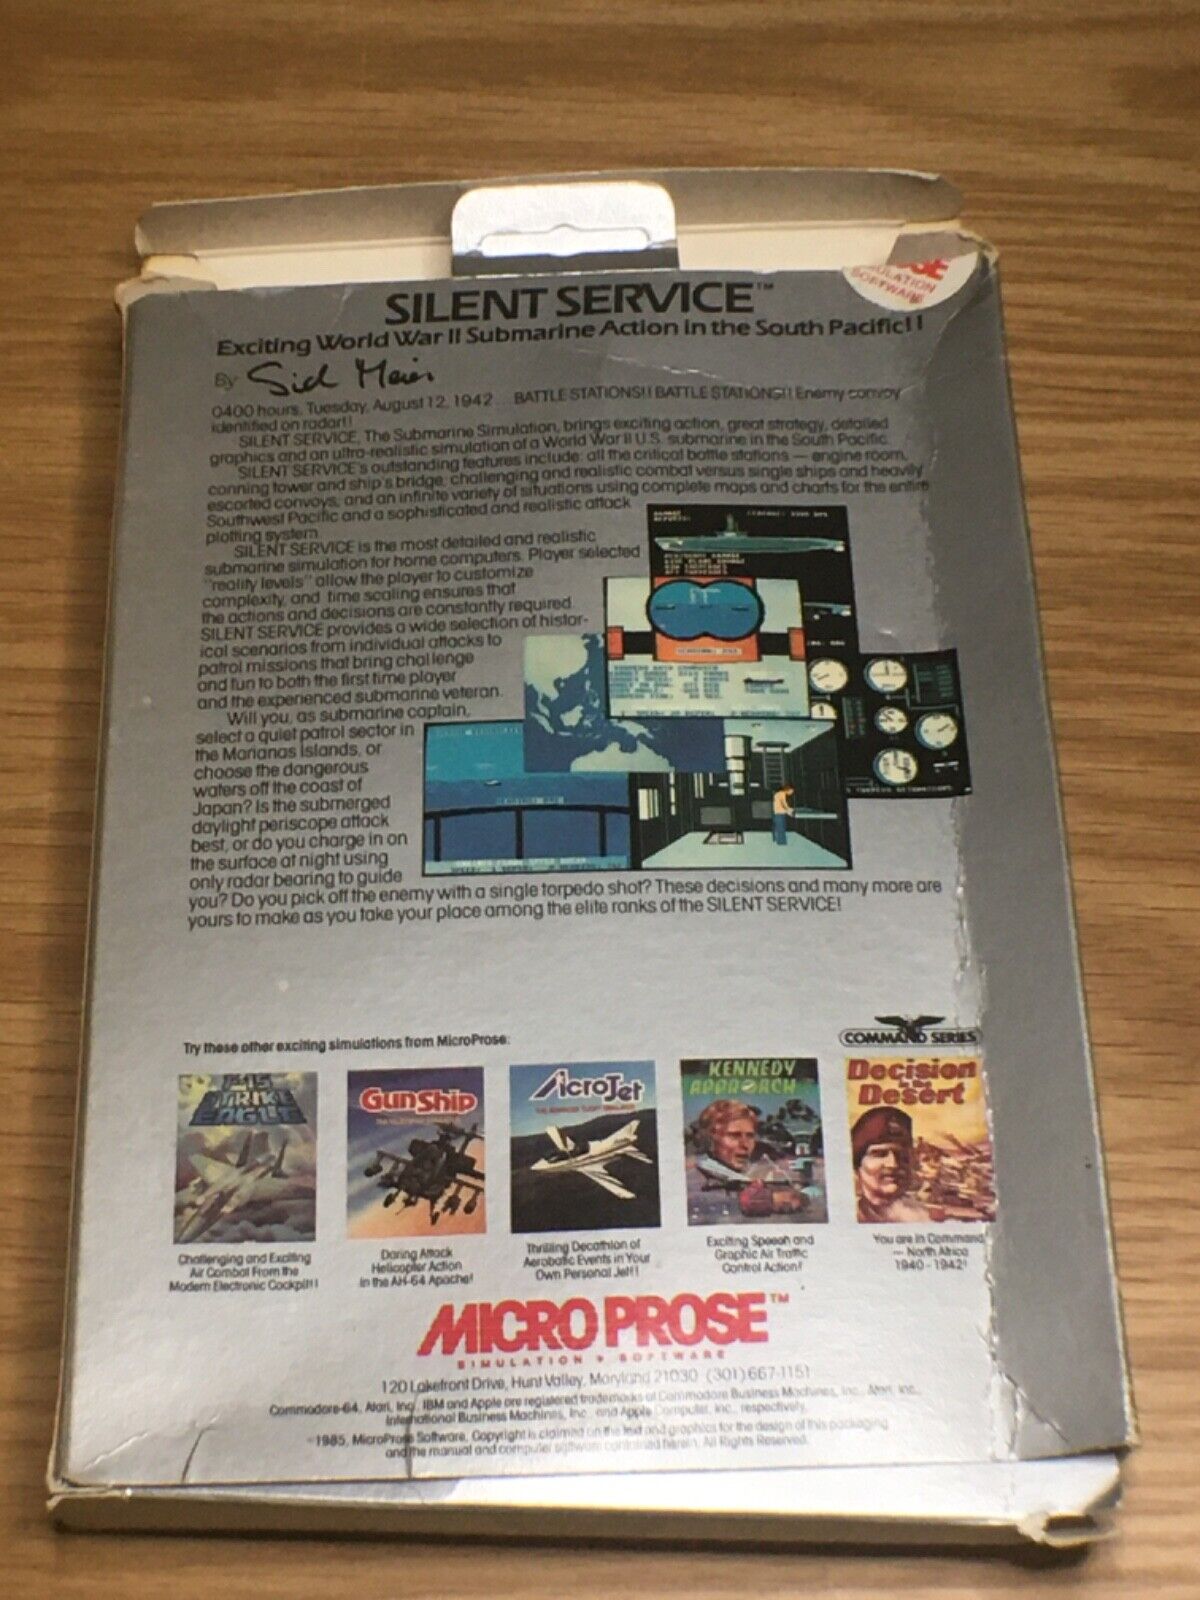 SILENT SERVICE™
Exciting World War II Submarine Action in the South Pacific!!
By Sid Meier
OSE
ULATION
SOFTWARE
0400 hours, Tuesday, August 12, 1942 ... BATTLE STATIONS!! BATTLE STATIONS!! Enemy convoy
identified on radar!!
SILENT SERVICE, The Submarine Simulation, brings exciting action, great strategy, detailed
graphics and an ultra-realistic simulation of a World War II U.S. submarine in the South Pacific.
SILENT SERVICE's outstanding features include: all the critical battle stations — engine room,
conning tower and ship's bridge; challenging and realistic combat versus single ships and heavily
escorted convoys; and an infinite variety of situations using complete maps and charts for the entire
Southwest Pacific and a sophisticated and realistic attack
plotting system.
SILENT SERVICE is the most detailed and realistic
submarine simulation for home computers. Player selected
"reality levels" allow the player to customize
complexity, and time scaling ensures that
the actions and decisions are constantly required.
SILENT SERVICE provides a wide selection of histor-
ical scenarios from individual attacks to
patrol missions that bring challenge
and fun to both the first time player
and the experienced submarine veteran.
Will you, as submarine captain,
select a quiet patrol sector in
the Marianas Islands, or
choose the dangerous
waters off the coast of
Japan? Is the submerged
daylight periscope attack
best, or do you charge in on
the surface at night using
only radar bearing to guide
you? Do you pick off the enemy with a single torpedo shot? These decisions and many more are
yours to make as you take your place among the elite ranks of the SILENT SERVICE!
Try these other exciting simulations from MicroProse:
COMMAND SERIES
F-15
STRIKE
EAGLE
GunShip
AcroJet
KENNEDY
APPROACH
Decision
in the
Desert
Challenging and Exciting
Air Combat From the
Modern Electronic Cockpit!!
Daring Attack
Helicopter Action
in the AH-64 Apache!
Thrilling Decathlon of
Aerobatic Events in Your
Own Personal Jet!!
Exciting Speech and
Graphic Air Traffic
Control Action!
You are in Command
— North Africa
1940-1942!
MICRO PROSE™
SIMULATION • SOFTWARE
120 Lakefront Drive, Hunt Valley, Maryland 21030 (301) 667-1151
Commodore-64, Atari, Inc., IBM and Apple are registered trademarks of Commodore Business Machines, Inc., Atari, Inc.,
International Business Machines, Inc., and Apple Computer, Inc., respectively.
©1985, MicroProse Software, Copyright is claimed on the text and graphics for the design of this packaging
and the manual and computer software contained herein. All Rights Reserved.